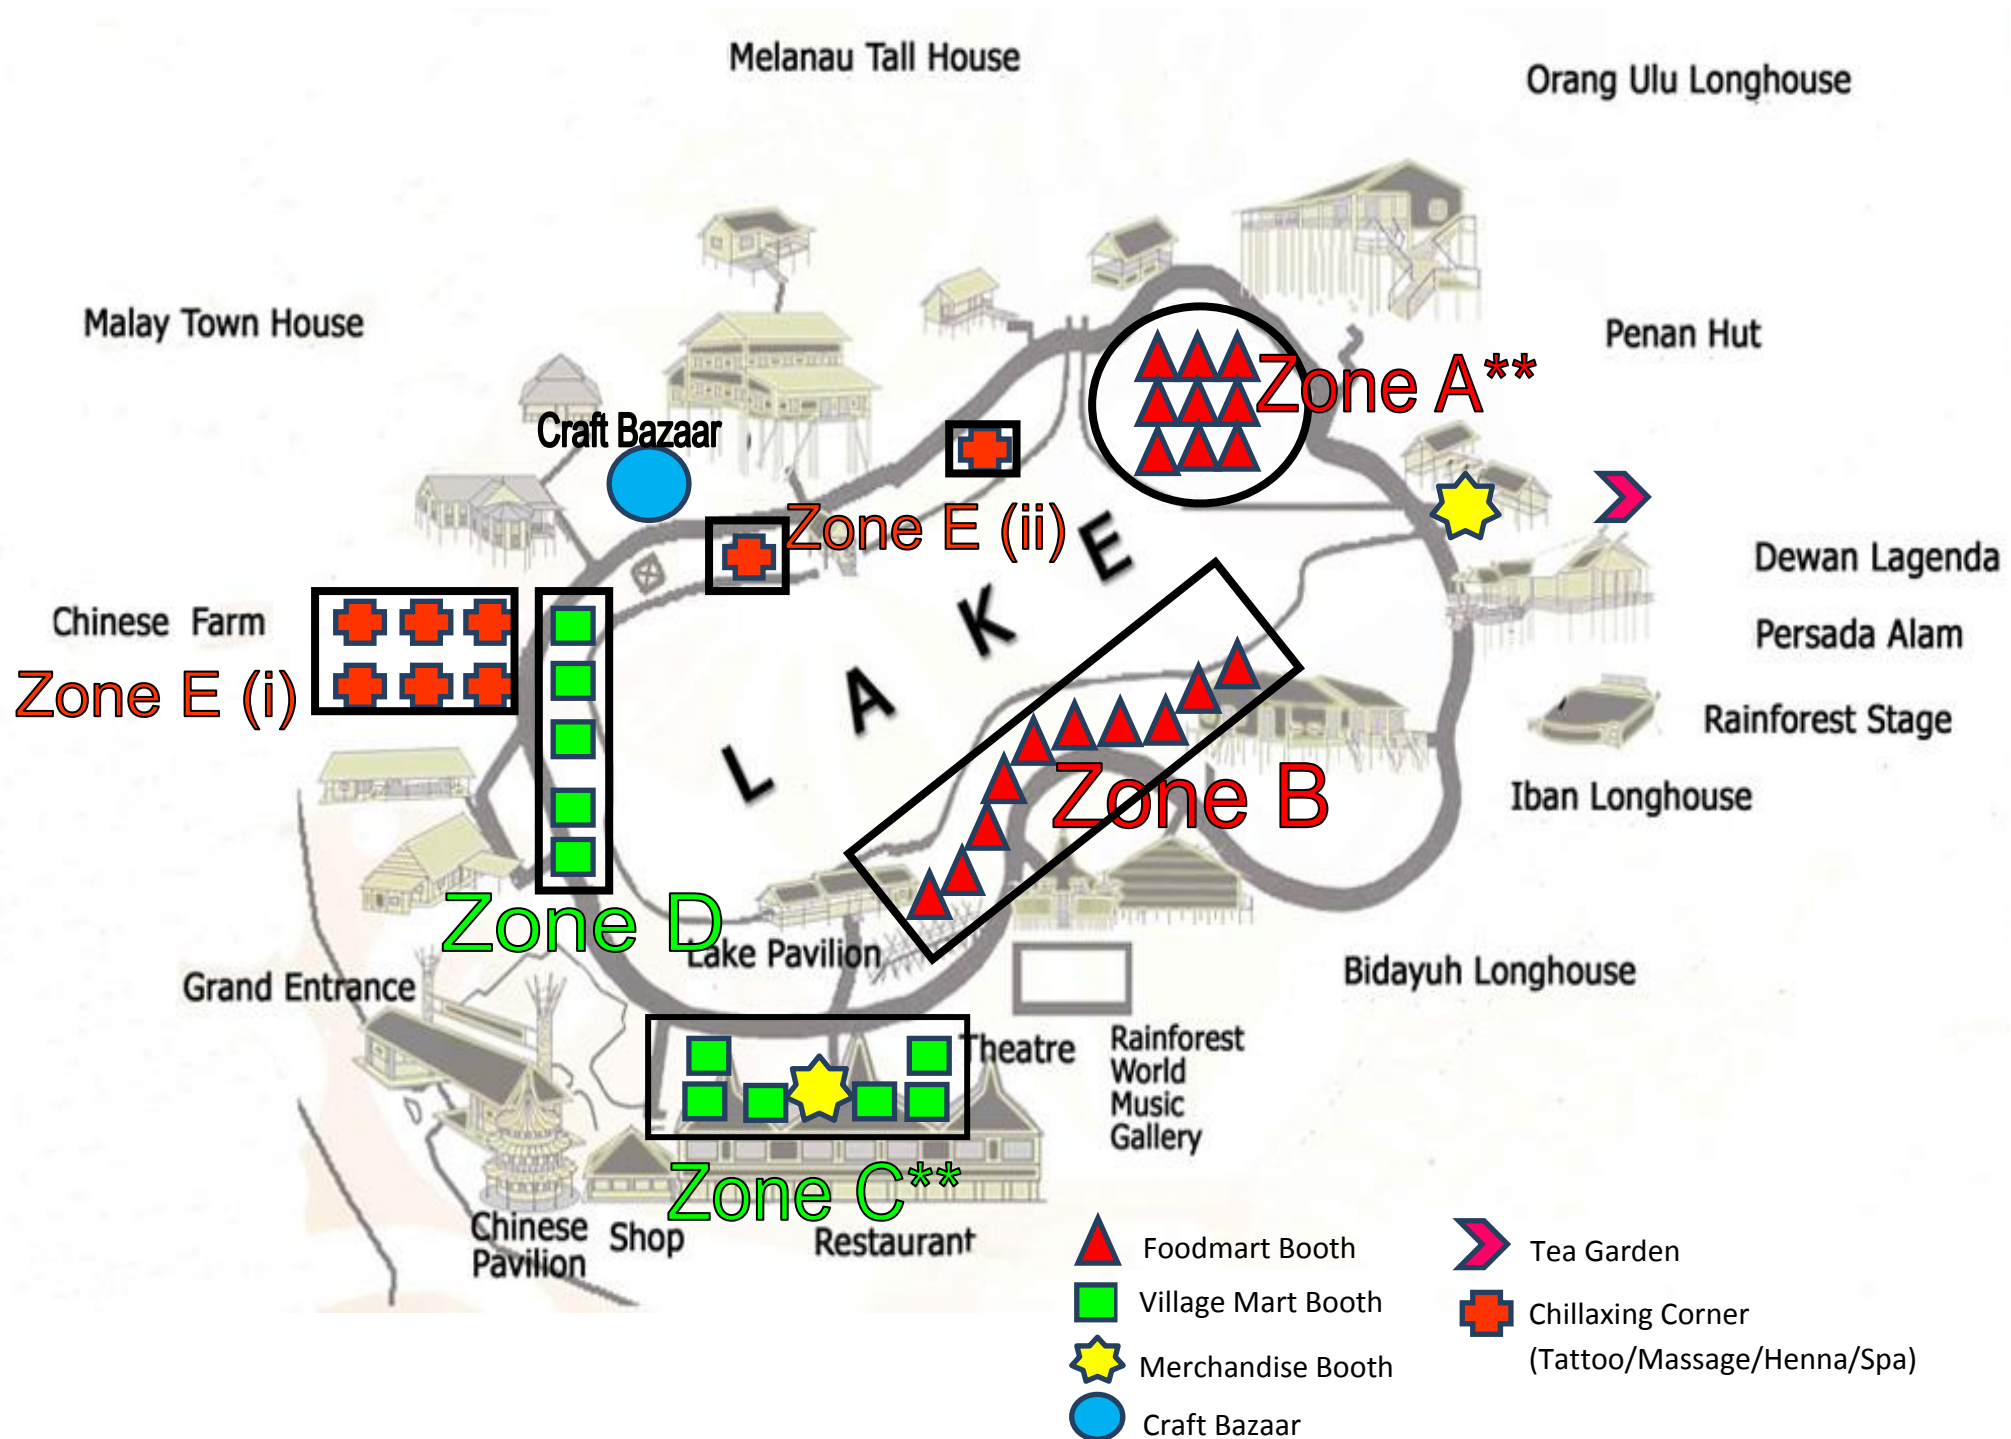 Melanau Tall House
Orang Ulu Longhouse
Malay Town House
Penan Hut
Zone A**
Craft Bazaar
Zone E (ii)
Dewan Lagenda
Chinese Farm
Persada Alam
Zone E (i)
LAKE
Rainforest Stage
Zone B
Iban Longhouse
Zone D
Lake Pavilion
Bidayuh Longhouse
Grand Entrance
Theatre
Rainforest
World
Music
Gallery
Zone C**
Chinese
Pavilion
Shop
Restaurant
Foodmart Booth
Village Mart Booth
Merchandise Booth
Craft Bazaar
Tea Garden
Chillaxing Corner
(Tattoo/Massage/Henna/Spa)